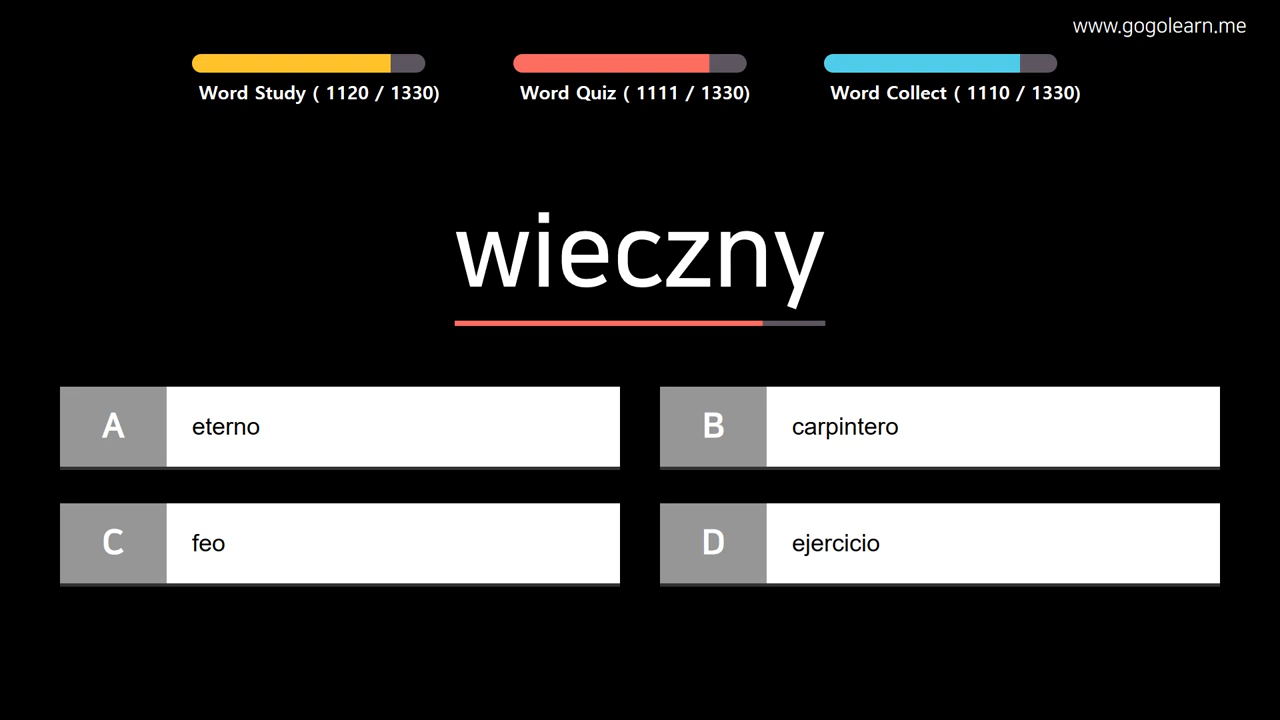 www.gogolearn.me
Word Study ( 1120 / 1330)
Word Quiz ( 1111 / 1330)
Word Collect ( 1110 / 1330)
wieczny
A eterno
B carpintero
C feo
D ejercicio